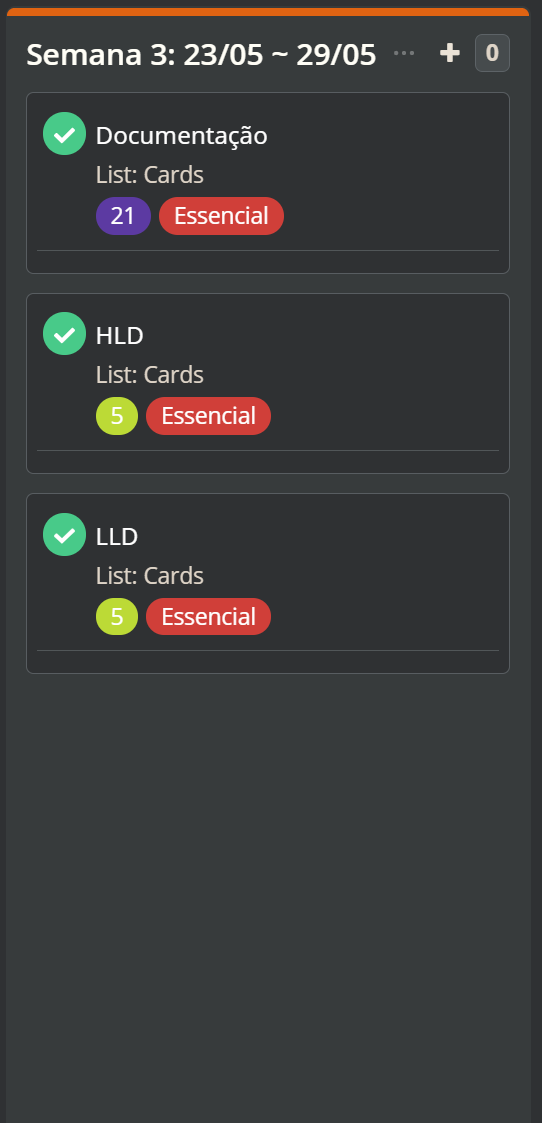 Semana 3: 23/05 ~ 29/05 ... 0
Documentação
List: Cards
21 Essencial
HLD
List: Cards
5 Essencial
LLD
List: Cards
5 Essencial